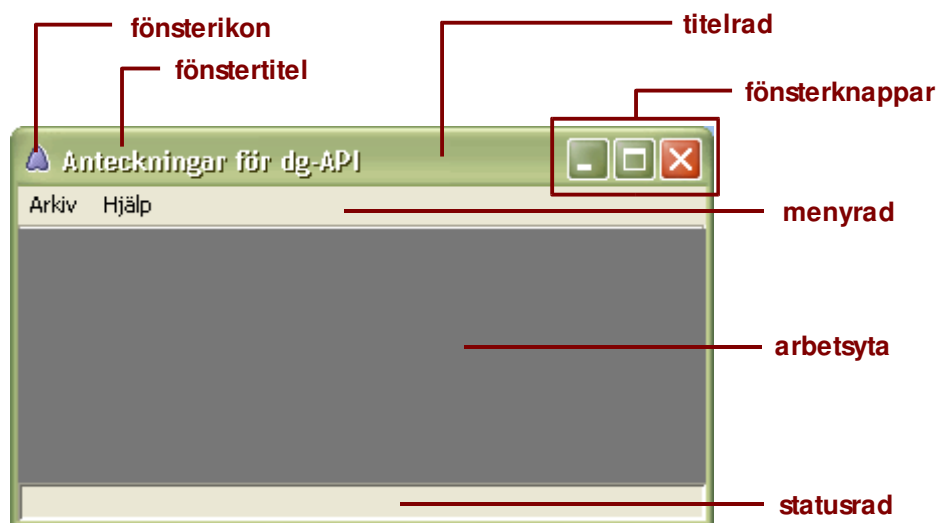 fönsterikon
titelrad
fönstertitel
fönsterknappar
Anteckningar för dg-API
Arkiv Hjälp
menyrad
arbetsyta
statusrad